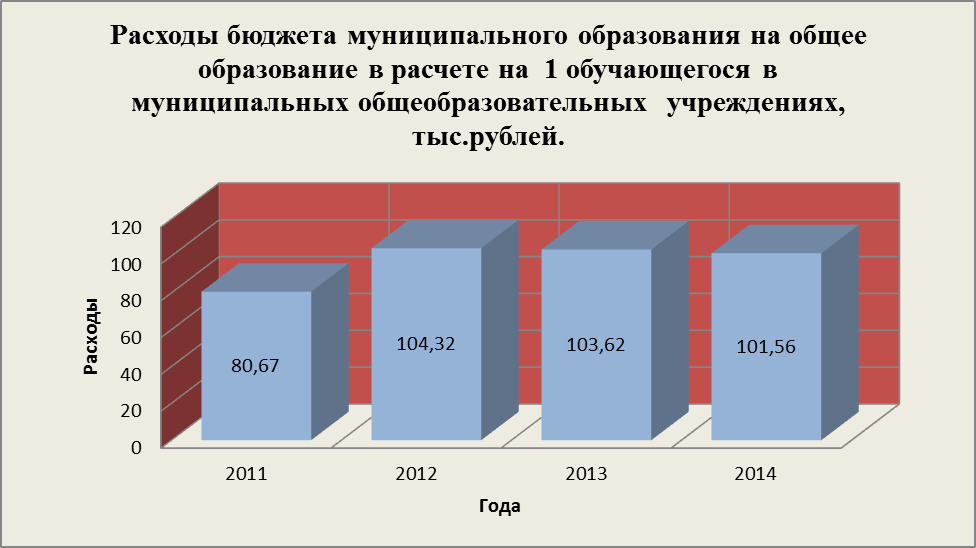 Расходы бюджета муниципального образования на общее
образование в расчете на 1 обучающегося в
муниципальных общеобразовательных учреждениях,
тыс.рублей.
Расходы
120
100
80
60
40
20
0
80,67
104,32
103,62
101,56
2011
2012
2013
2014
Года